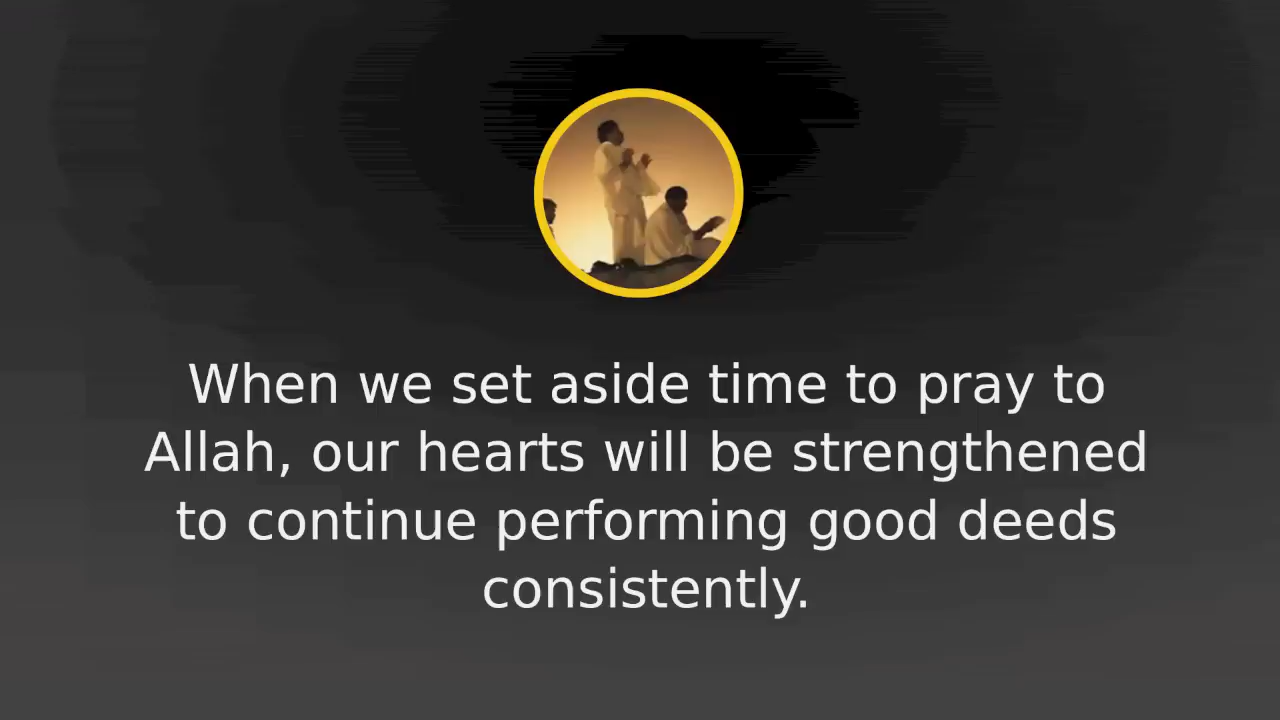 When we set aside time to pray to
Allah, our hearts will be strengthened
to continue performing good deeds
consistently.